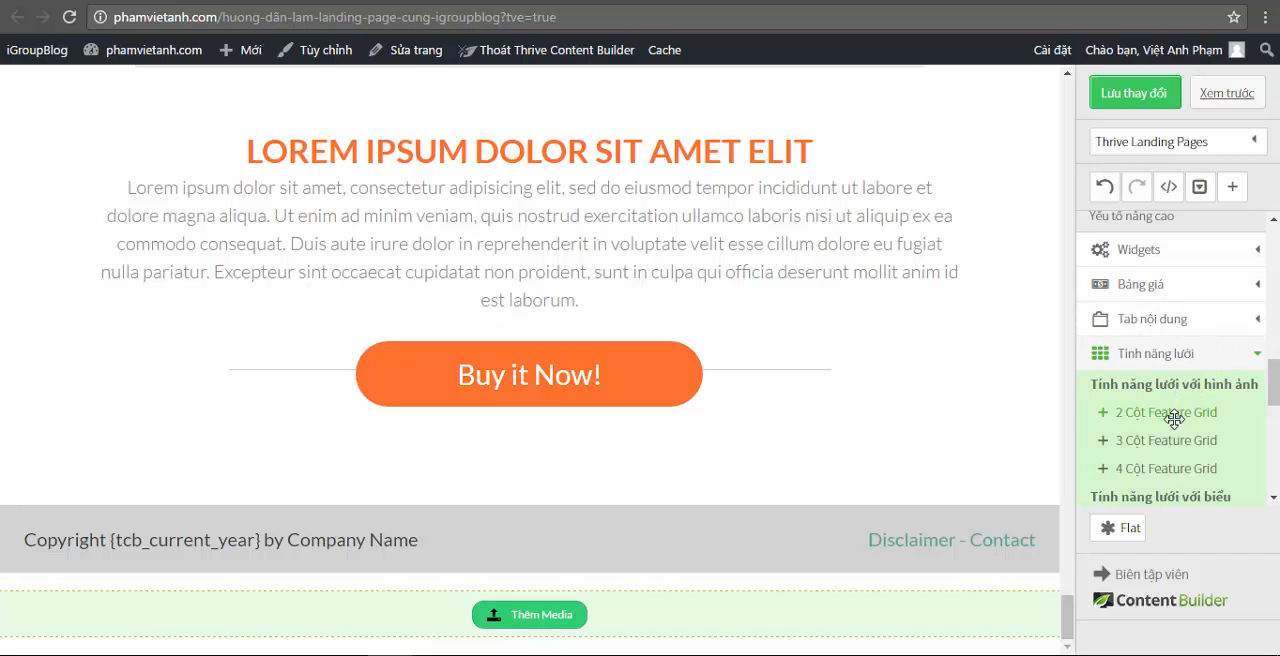 phamvietanh.com/huong-dẫn-lam-landing-page-cung-igroupblog?tve=true
iGroupBlog phamvietanh.com Mới Tùy chỉnh Sửa trang Thoát Thrive Content Builder Cache Cài đặt Chào bạn, Việt Anh Phạm
Lưu thay đổi Xem trước
Thrive Landing Pages
Yếu tố nâng cao
Widgets
Bảng giá
Tab nội dung
Tính năng lưới
Tính năng lưới với hình ảnh
+ 2 Cột Feature Grid
+ 3 Cột Feature Grid
+ 4 Cột Feature Grid
Tính năng lưới với biểu
Flat
Biên tập viên
Content Builder
LOREM IPSUM DOLOR SIT AMET ELIT
Lorem ipsum dolor sit amet, consectetur adipisicing elit, sed do eiusmod tempor incididunt ut labore et
dolore magna aliqua. Ut enim ad minim veniam, quis nostrud exercitation ullamco laboris nisi ut aliquip ex ea
commodo consequat. Duis aute irure dolor in reprehenderit in voluptate velit esse cillum dolore eu fugiat
nulla pariatur. Excepteur sint occaecat cupidatat non proident, sunt in culpa qui officia deserunt mollit anim id
est laborum.
Buy it Now!
Copyright {tcb_current_year} by Company Name
Disclaimer - Contact
Thêm Media